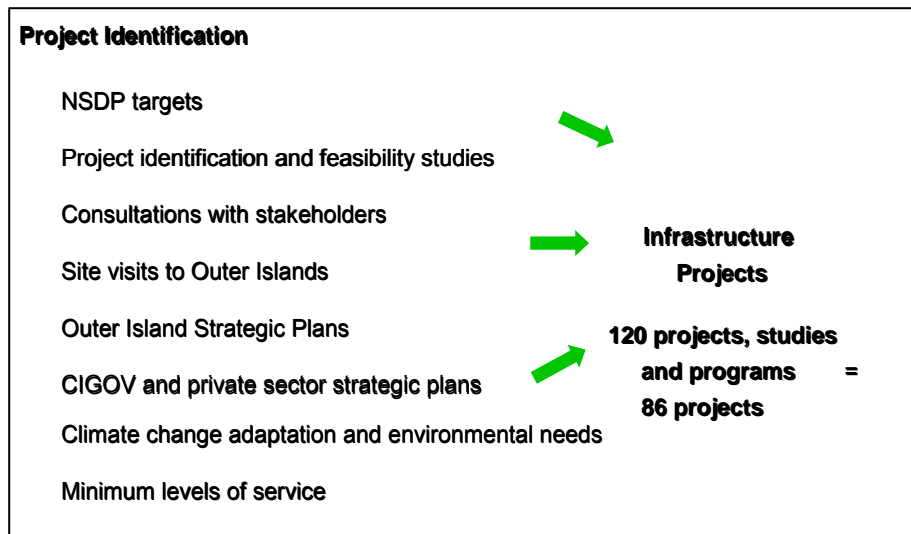 Project Identification
NSDP targets
Project identification and feasibility studies
Consultations with stakeholders
Site visits to Outer Islands
Outer Island Strategic Plans
CIGOV and private sector strategic plans
Climate change adaptation and environmental needs
Minimum levels of service
Infrastructure
Projects
120 projects, studies
and programs =
86 projects